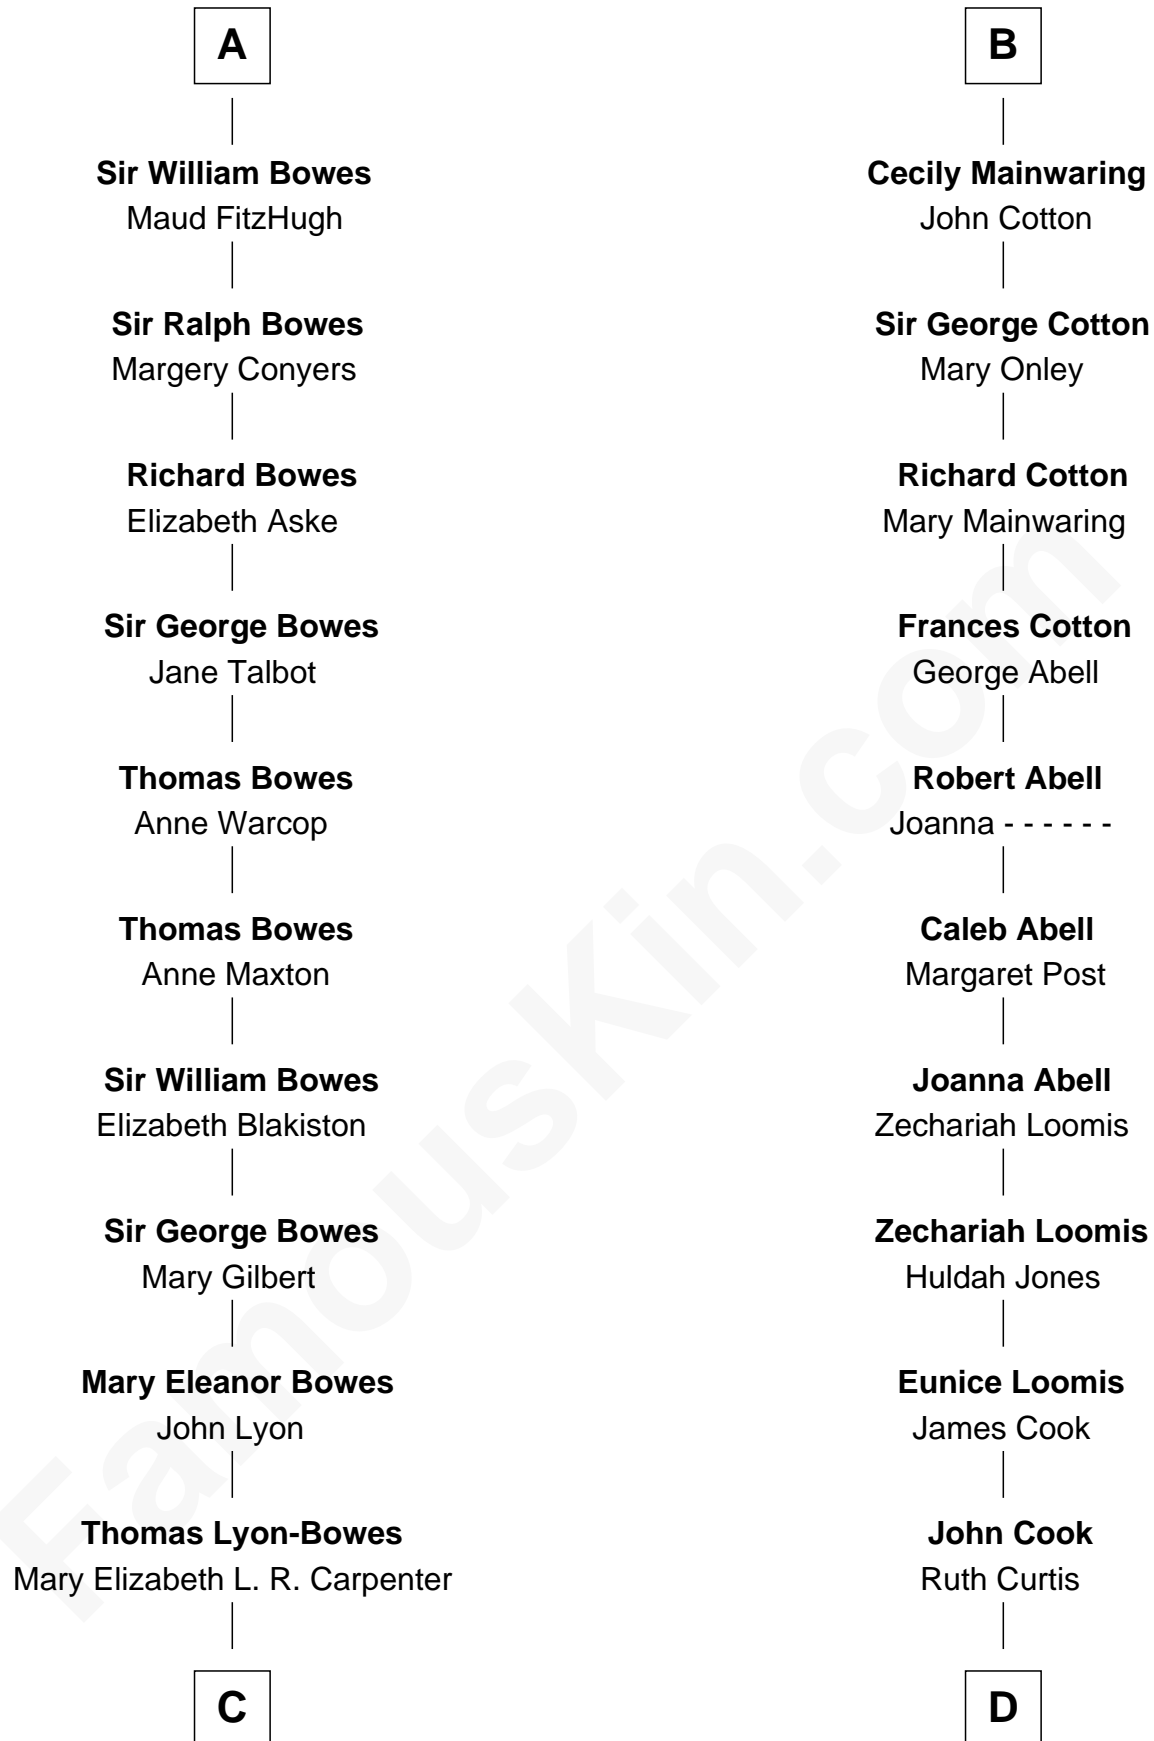 A
Sir William Bowes
Maud FitzHugh
Sir Ralph Bowes
Margery Conyers
Richard Bowes
Elizabeth Aske
Sir George Bowes
Jane Talbot
Thomas Bowes
Anne Warcop
Thomas Bowes
Anne Maxton
Sir William Bowes
Elizabeth Blakiston
Sir George Bowes
Mary Gilbert
Mary Eleanor Bowes
John Lyon
Thomas Lyon-Bowes
Mary Elizabeth L. R. Carpenter
C
B
Cecily Mainwaring
John Cotton
Sir George Cotton
Mary Onley
Richard Cotton
Mary Mainwaring
Frances Cotton
George Abell
Robert Abell
Joanna - - - - - -
Caleb Abell
Margaret Post
Joanna Abell
Zechariah Loomis
Zechariah Loomis
Huldah Jones
Eunice Loomis
James Cook
John Cook
Ruth Curtis
D
FamousKin.com